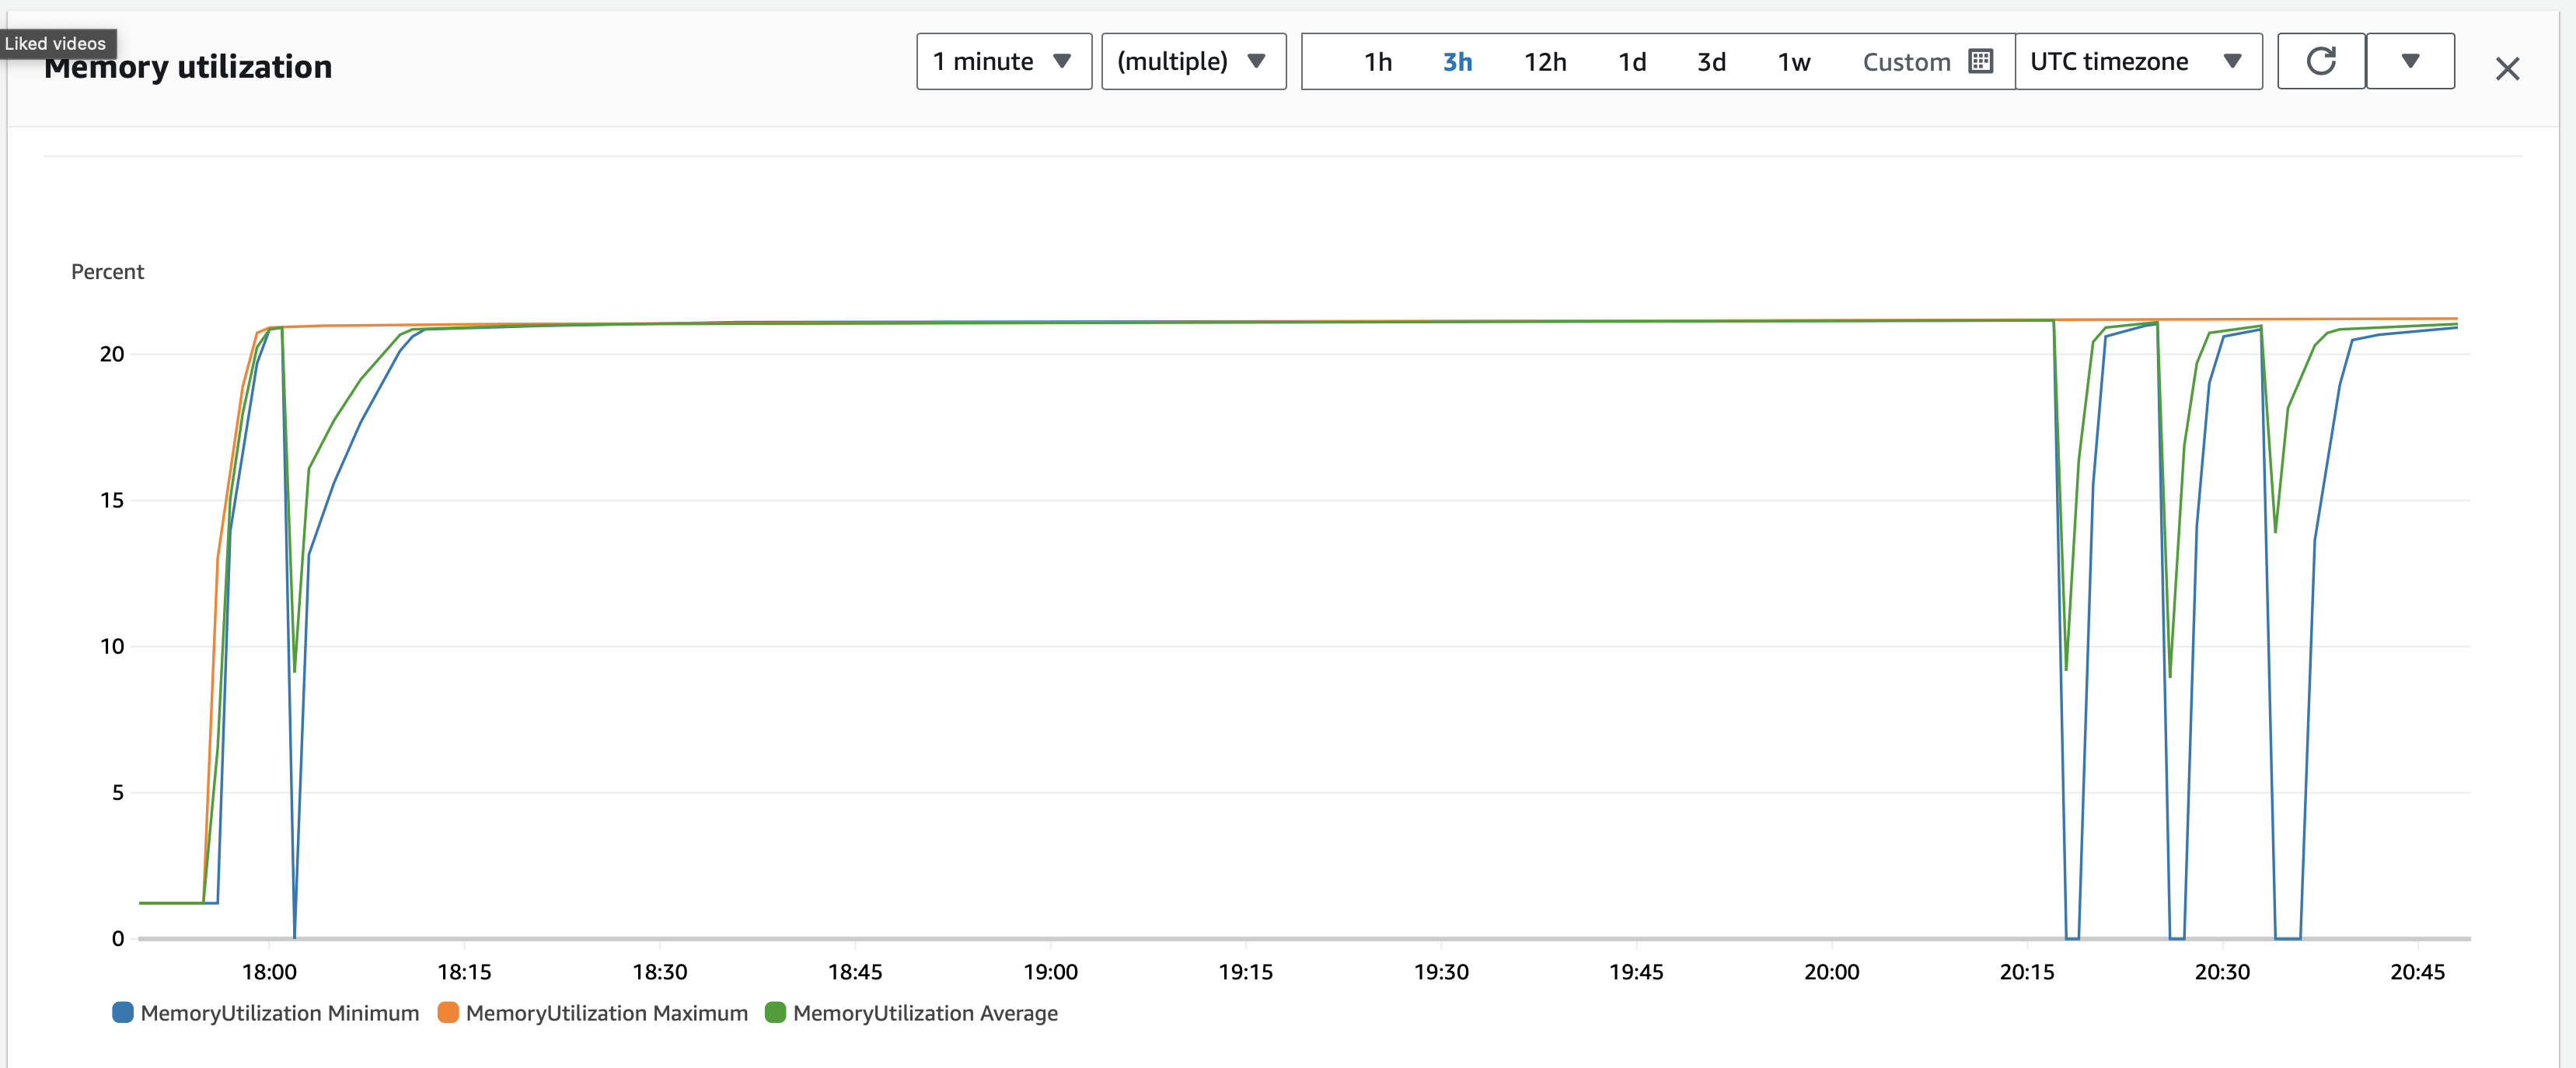 Liked videos
Memory utilization
1 minute
(multiple)
1h 3h 12h 1d 3d 1w Custom
UTC timezone
Percent
20
15
10
5
0
18:00 18:15 18:30 18:45 19:00 19:15 19:30 19:45 20:00 20:15 20:30 20:45
MemoryUtilization Minimum MemoryUtilization Maximum MemoryUtilization Average